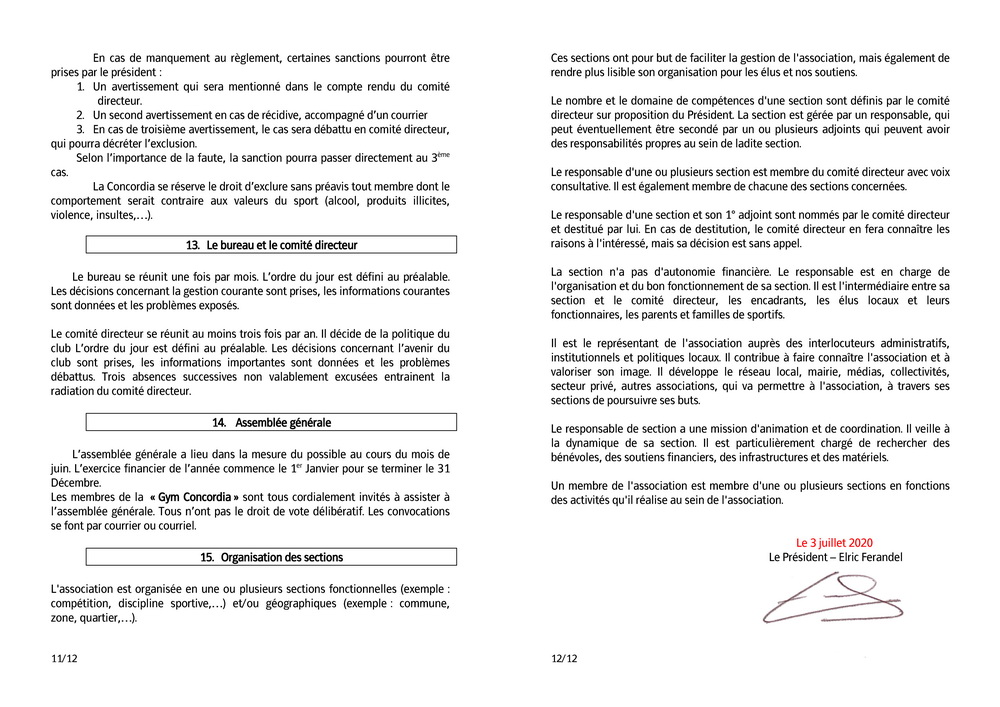 En cas de manquement au règlement, certaines sanctions pourront être
prises par le président :
1. Un avertissement qui sera mentionné dans le compte rendu du comité
directeur.
2. Un second avertissement en cas de récidive, accompagné d'un courrier
3. En cas de troisième avertissement, le cas sera débattu en comité directeur,
qui pourra décréter l'exclusion.
Selon l'importance de la faute, la sanction pourra passer directement au 3ème
cas.
La Concordia se réserve le droit d'exclure sans préavis tout membre dont le
comportement serait contraire aux valeurs du sport (alcool, produits illicites,
violence, insultes,…).
13. Le bureau et le comité directeur
Le bureau se réunit une fois par mois. L'ordre du jour est défini au préalable.
Les décisions concernant la gestion courante sont prises, les informations courantes
sont données et les problèmes exposés.
Le comité directeur se réunit au moins trois fois par an. Il décide de la politique du
club L'ordre du jour est défini au préalable. Les décisions concernant l'avenir du
club sont prises, les informations importantes sont données et les problèmes
débattus. Trois absences successives non valablement excusées entrainent la
radiation du comité directeur.
14. Assemblée générale
L'assemblée générale a lieu dans la mesure du possible au cours du mois de
juin. L'exercice financier de l'année commence le 1er Janvier pour se terminer le 31
Décembre.
Les membres de la « Gym Concordia » sont tous cordialement invités à assister à
l'assemblée générale. Tous n'ont pas le droit de vote délibératif. Les convocations
se font par courrier ou courriel.
15. Organisation des sections
L'association est organisée en une ou plusieurs sections fonctionnelles (exemple :
compétition, discipline sportive,…) et/ou géographiques (exemple : commune,
zone, quartier,…).
11/12
Ces sections ont pour but de faciliter la gestion de l'association, mais également de
rendre plus lisible son organisation pour les élus et nos soutiens.
Le nombre et le domaine de compétences d'une section sont définis par le comité
directeur sur proposition du Président. La section est gérée par un responsable, qui
peut éventuellement être secondé par un ou plusieurs adjoints qui peuvent avoir
des responsabilités propres au sein de ladite section.
Le responsable d'une ou plusieurs section est membre du comité directeur avec voix
consultative. Il est également membre de chacune des sections concernées.
Le responsable d'une section et son 1° adjoint sont nommés par le comité directeur
et destitué par lui. En cas de destitution, le comité directeur en fera connaître les
raisons à l'intéressé, mais sa décision est sans appel.
La section n'a pas d'autonomie financière. Le responsable est en charge de
l'organisation et du bon fonctionnement de sa section. Il est l'intermédiaire entre sa
section et le comité directeur, les encadrants, les élus locaux et leurs
fonctionnaires, les parents et familles de sportifs.
Il est le représentant de l'association auprès des interlocuteurs administratifs,
institutionnels et politiques locaux. Il contribue à faire connaître l'association et à
valoriser son image. Il développe le réseau local, mairie, médias, collectivités,
secteur privé, autres associations, qui va permettre à l'association, à travers ses
sections de poursuivre ses buts.
Le responsable de section a une mission d'animation et de coordination. Il veille à
la dynamique de sa section. Il est particulièrement chargé de rechercher des
bénévoles, des soutiens financiers, des infrastructures et des matériels.
Un membre de l'association est membre d'une ou plusieurs sections en fonctions
des activités qu'il réalise au sein de l'association.
Le 3 juillet 2020
Le Président – Elric Ferandel
12/12